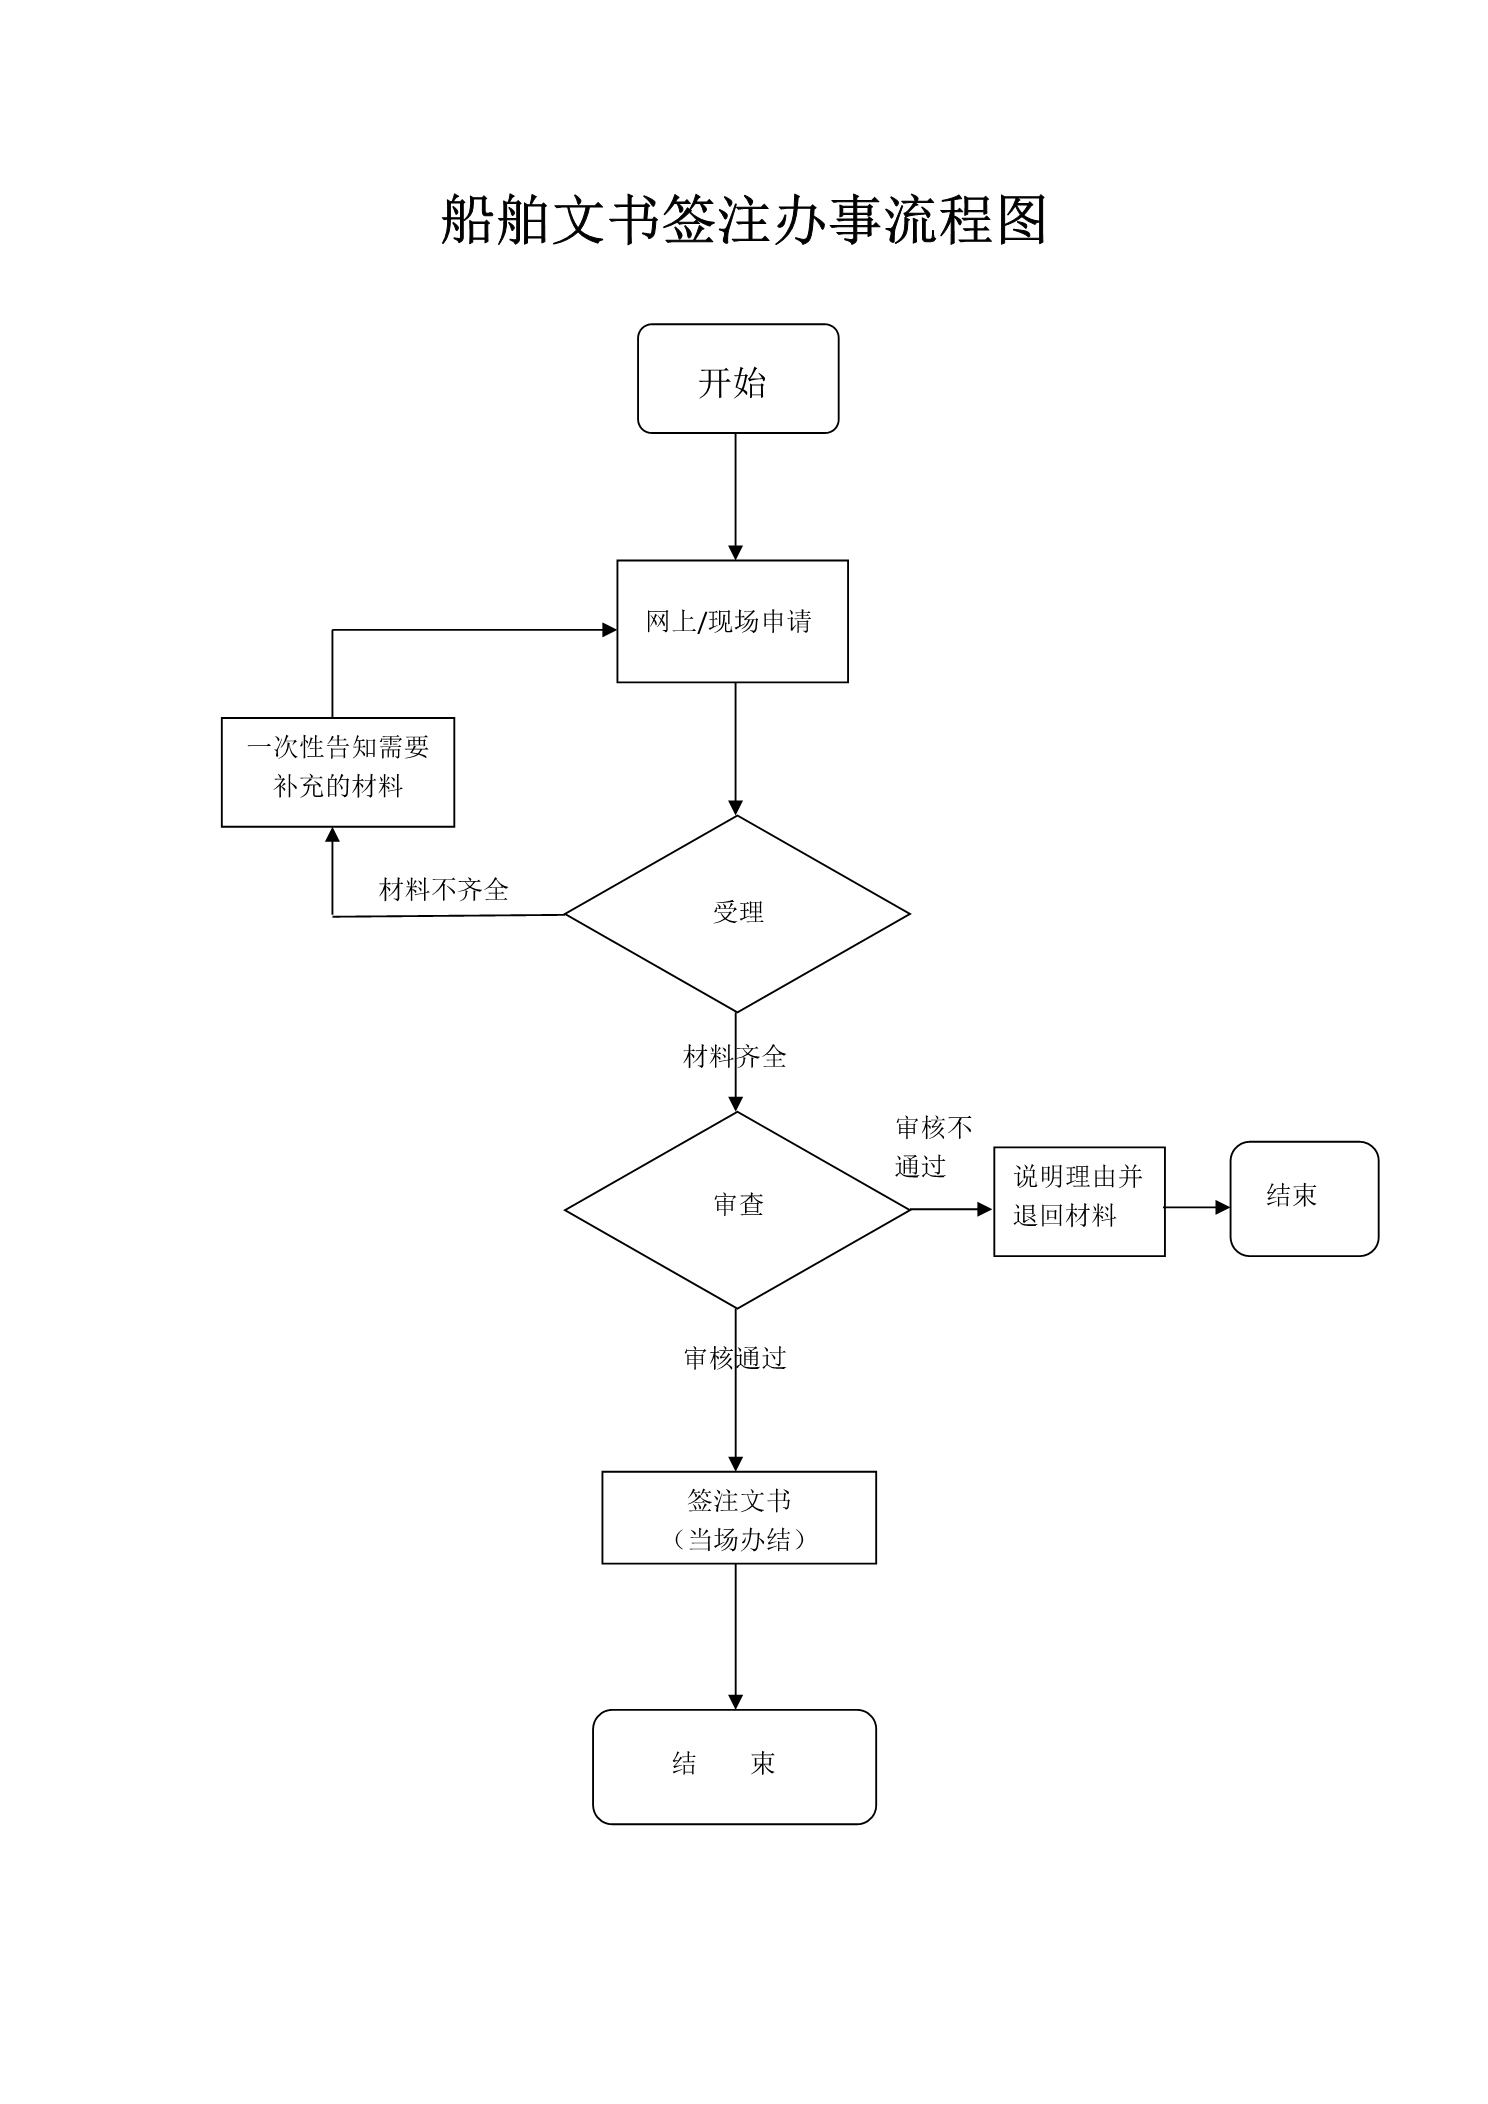 船舶文书签注办事流程图
开始
网上/现场申请
一次性告知需要
补充的材料
材料不齐全
受理
材料齐全
审核不
通过
说明理由并
退回材料
结束
审查
审核通过
签注文书
（当场办结）
结 束